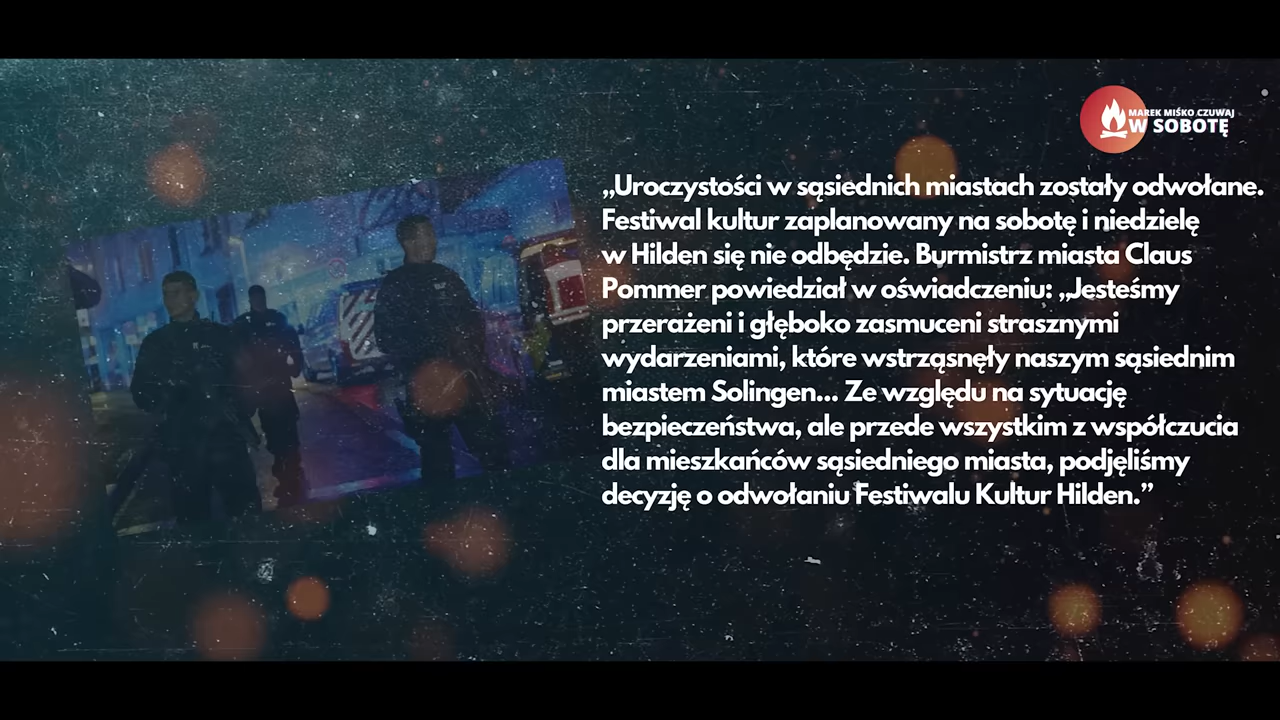 MAREK MIŚKO CZUWAJ
W SOBOTĘ
„Uroczystości w sąsiednich miastach zostały odwołane.
Festiwal kultur zaplanowany na sobotę i niedzielę
w Hilden się nie odbędzie. Burmistrz miasta Claus
Pommer powiedział w oświadczeniu: „Jesteśmy
przerażeni i głęboko zasmuceni strasznymi
wydarzeniami, które wstrząsnęły naszym sąsiednim
miastem Solingen... Ze względu na sytuację
bezpieczeństwa, ale przede wszystkim z współczucia
dla mieszkańców sąsiedniego miasta, podjęliśmy
decyzję o odwołaniu Festiwalu Kultur Hilden.”